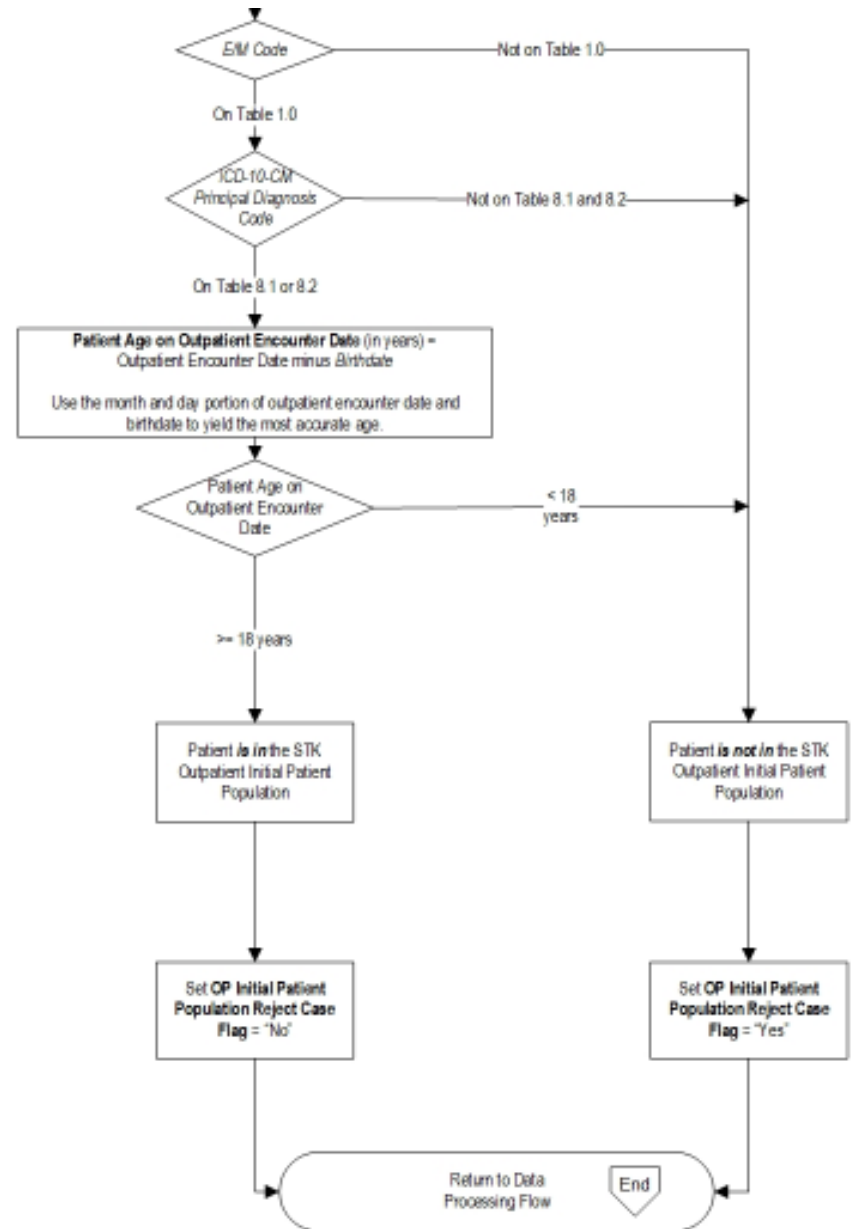 E/M Code
Not on Table 1.0
On Table 1.0
ICD-10-CM
Principal Diagnosis
Code
Not on Table 8.1 and 8.2
On Table 8.1 or 8.2
Patient Age on Outpatient Encounter Date (in years) =
Outpatient Encounter Date minus Birthdate
Use the month and day portion of outpatient encounter date and
birthdate to yield the most accurate age.
Patient Age on
Outpatient Encounter
Date
< 18
years
>= 18 years
Patient is in the STK
Outpatient Initial Patient
Population
Patient is not in the STK
Outpatient Initial Patient
Population
Set OP Initial Patient
Population Reject Case
Flag = "No"
Set OP Initial Patient
Population Reject Case
Flag = "Yes"
Return to Data
Processing Flow
End